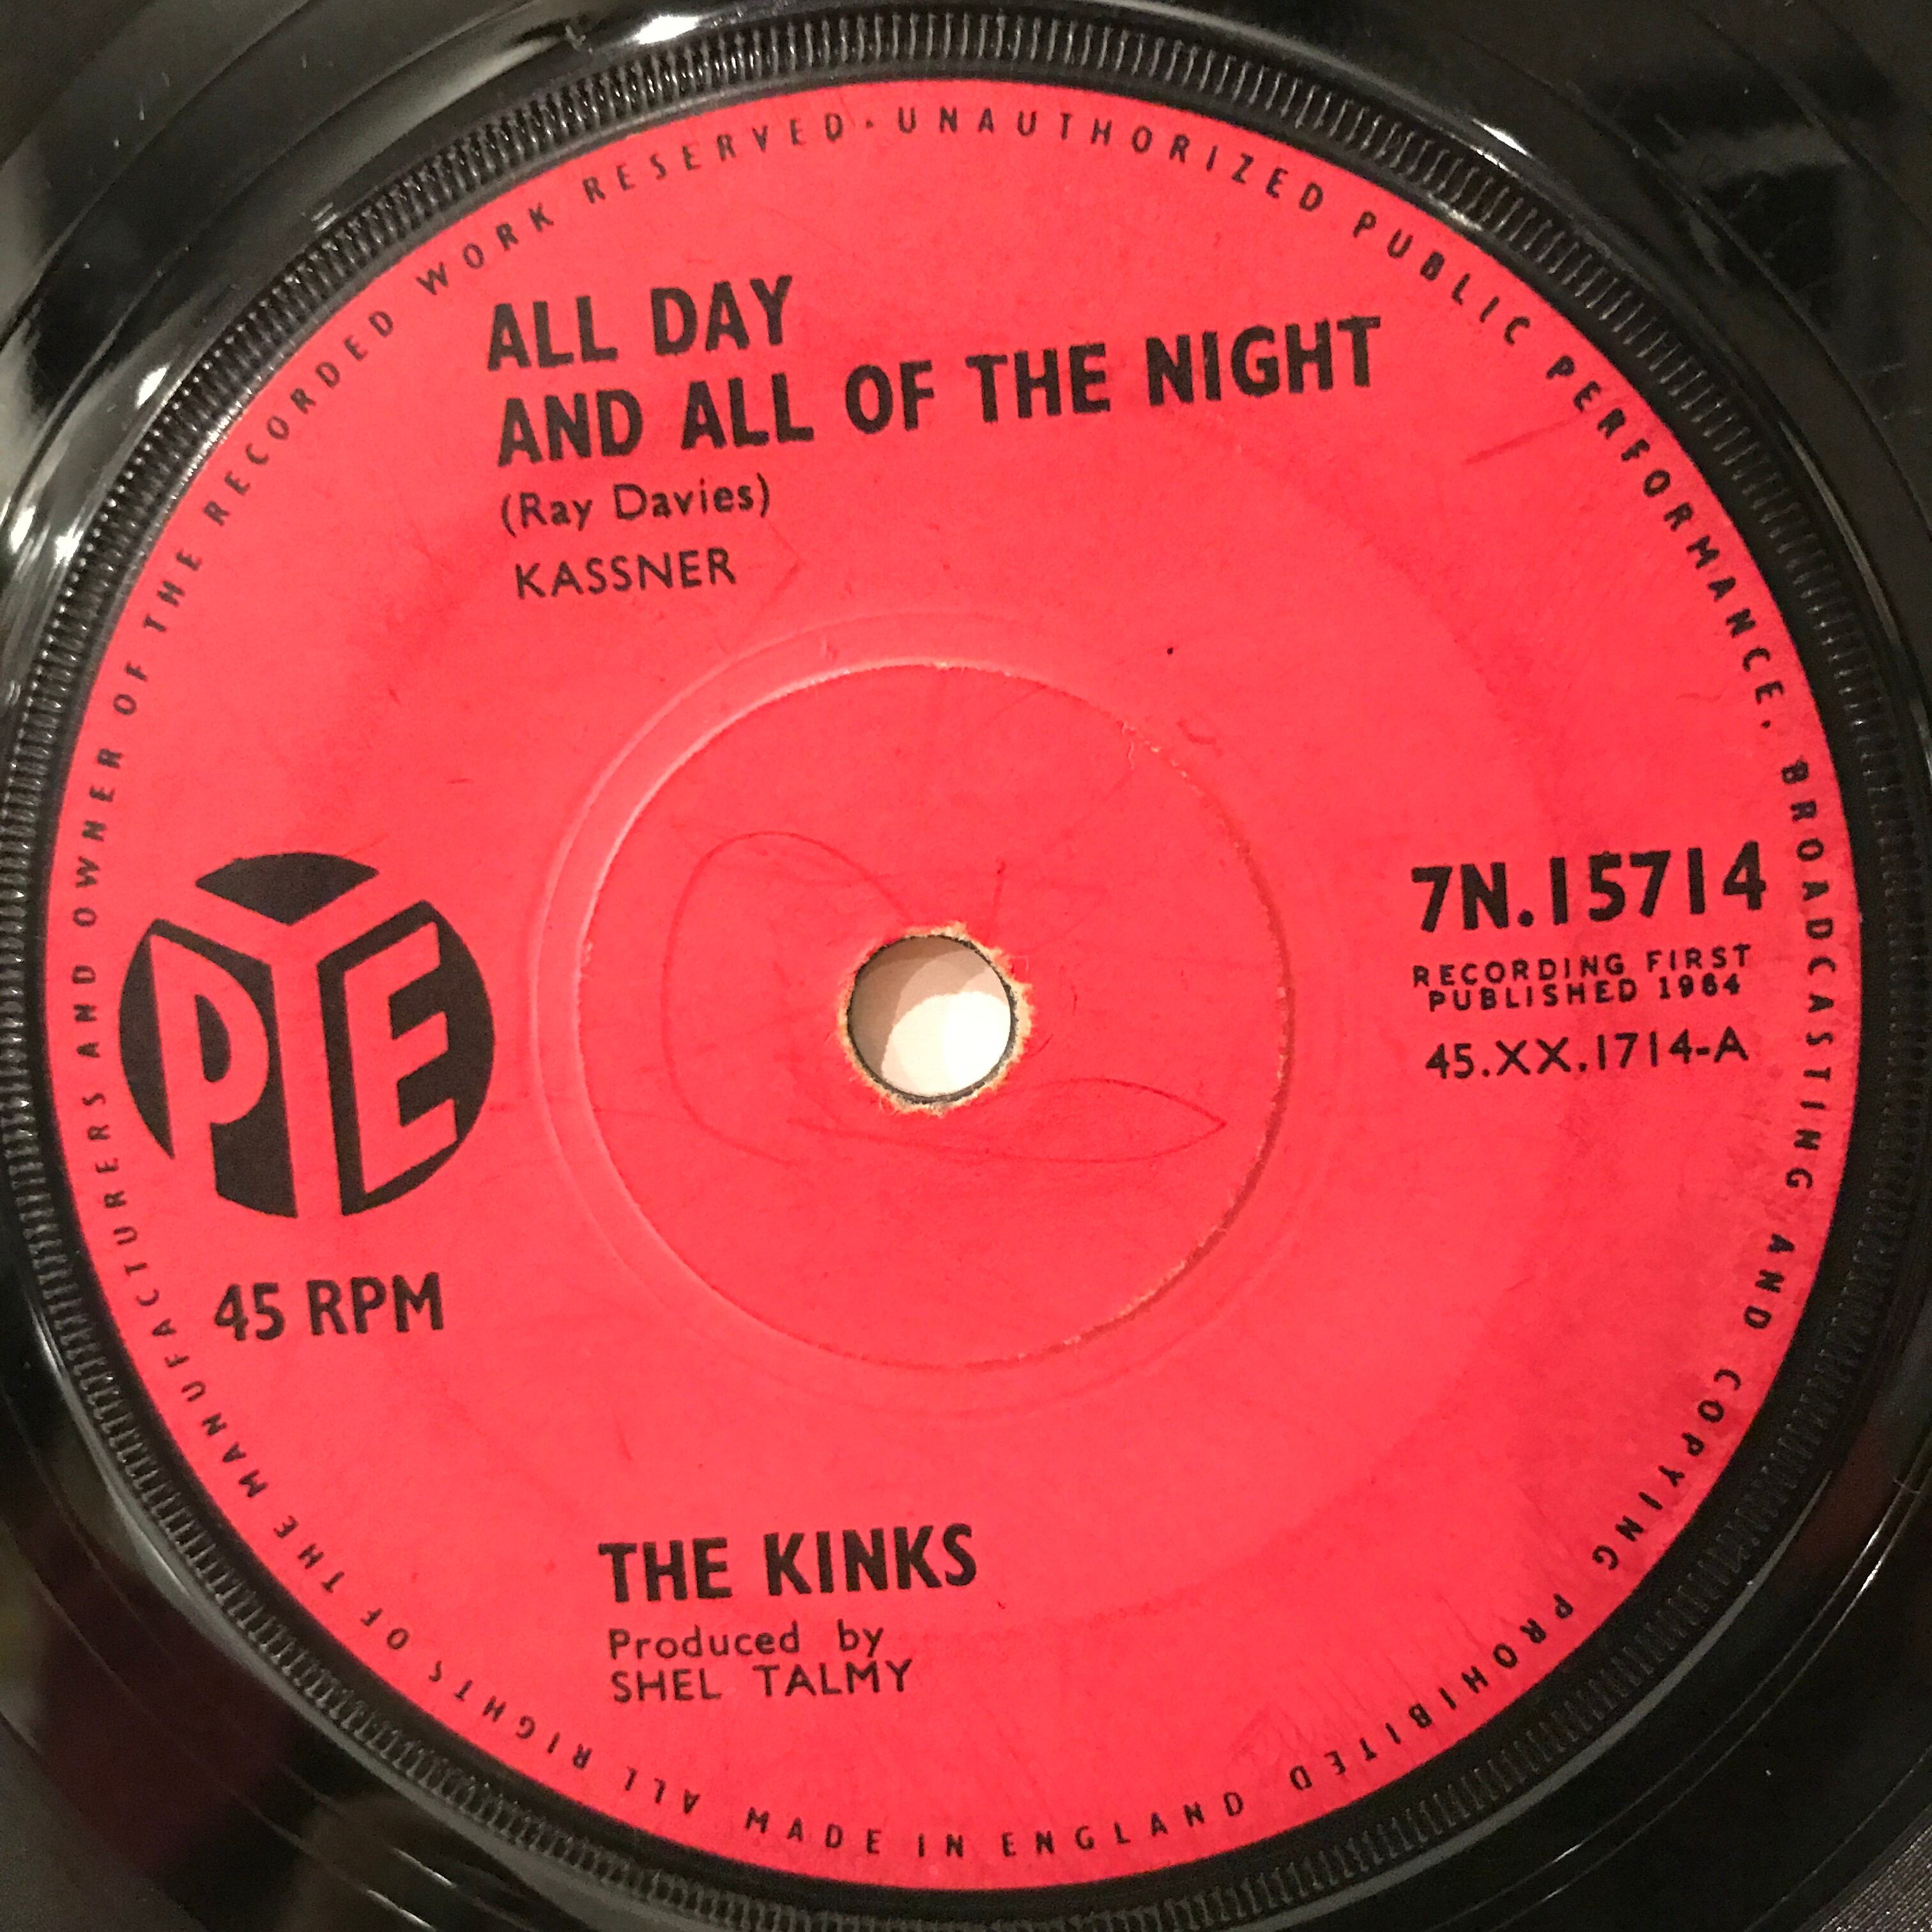 ALL DAY
AND ALL OF THE NIGHT
(Ray Davies)
KASSNER
PYE
45 RPM
7N.15714
RECORDING FIRST
PUBLISHED 1964
45.XX.1714-A
THE KINKS
Produced by
SHEL TALMY
ALL RIGHTS OF THE MANUFACTURERS AND OWNER OF THE RECORDED WORK RESERVED · UNAUTHORIZED PUBLIC PERFORMANCE, BROADCASTING AND COPYING PROHIBITED
MADE IN ENGLAND